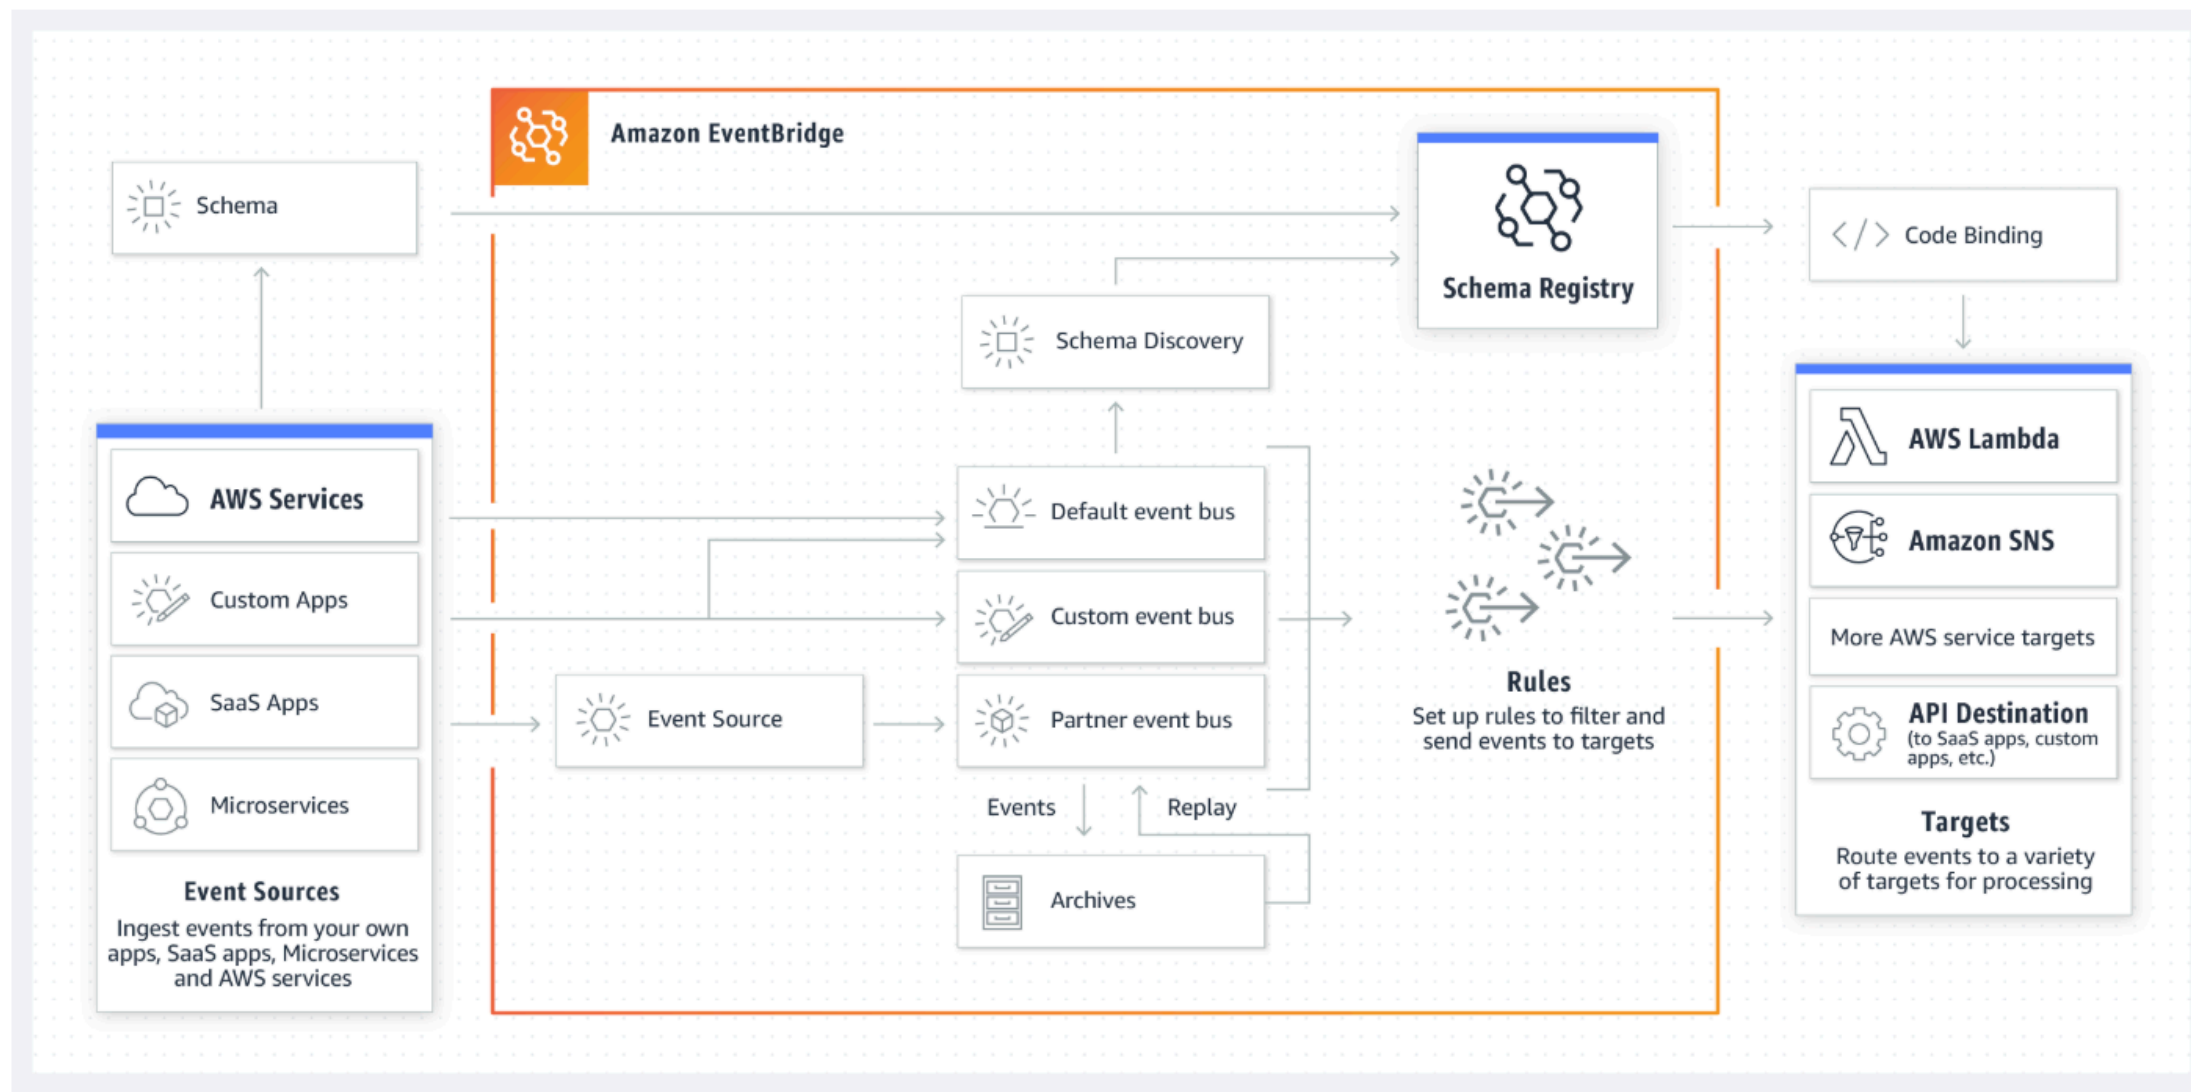 Amazon EventBridge
Schema
Schema Registry
</> Code Binding
Schema Discovery
AWS Services
Custom Apps
SaaS Apps
Microservices
Event Sources
Ingest events from your own
apps, SaaS apps, Microservices
and AWS services
Event Source
Default event bus
Custom event bus
Partner event bus
Events
Replay
Archives
Rules
Set up rules to filter and
send events to targets
AWS Lambda
Amazon SNS
More AWS service targets
API Destination
(to SaaS apps, custom
apps, etc.)
Targets
Route events to a variety
of targets for processing